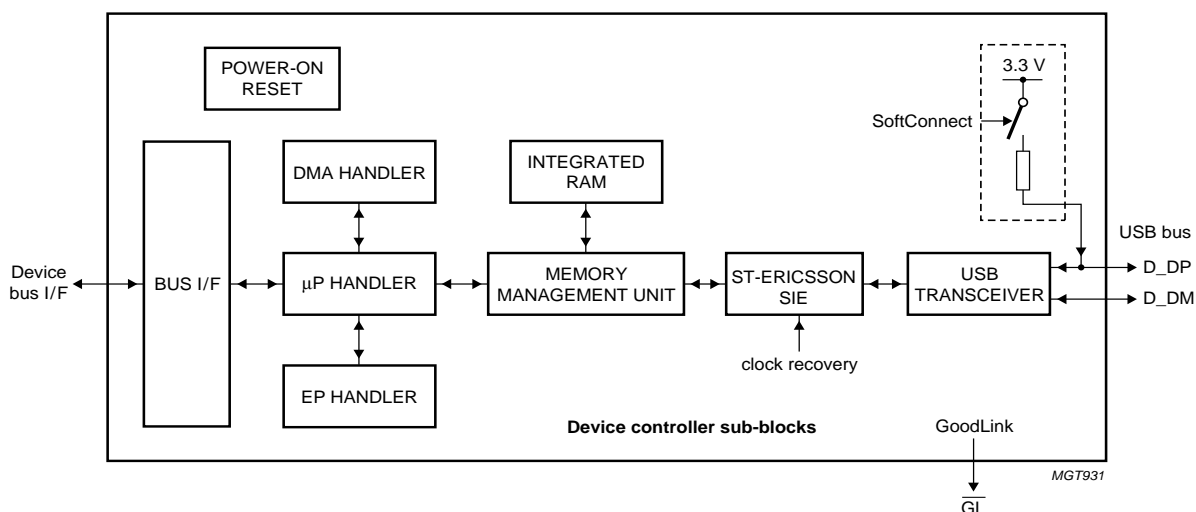 POWER-ON
RESET
3.3 V
SoftConnect
DMA HANDLER
INTEGRATED
RAM
USB bus
Device
bus I/F
BUS I/F
μP HANDLER
MEMORY
MANAGEMENT UNIT
ST-ERICSSON
SIE
USB
TRANSCEIVER
D_DP
D_DM
clock recovery
EP HANDLER
Device controller sub-blocks
GoodLink
MGT931
GL